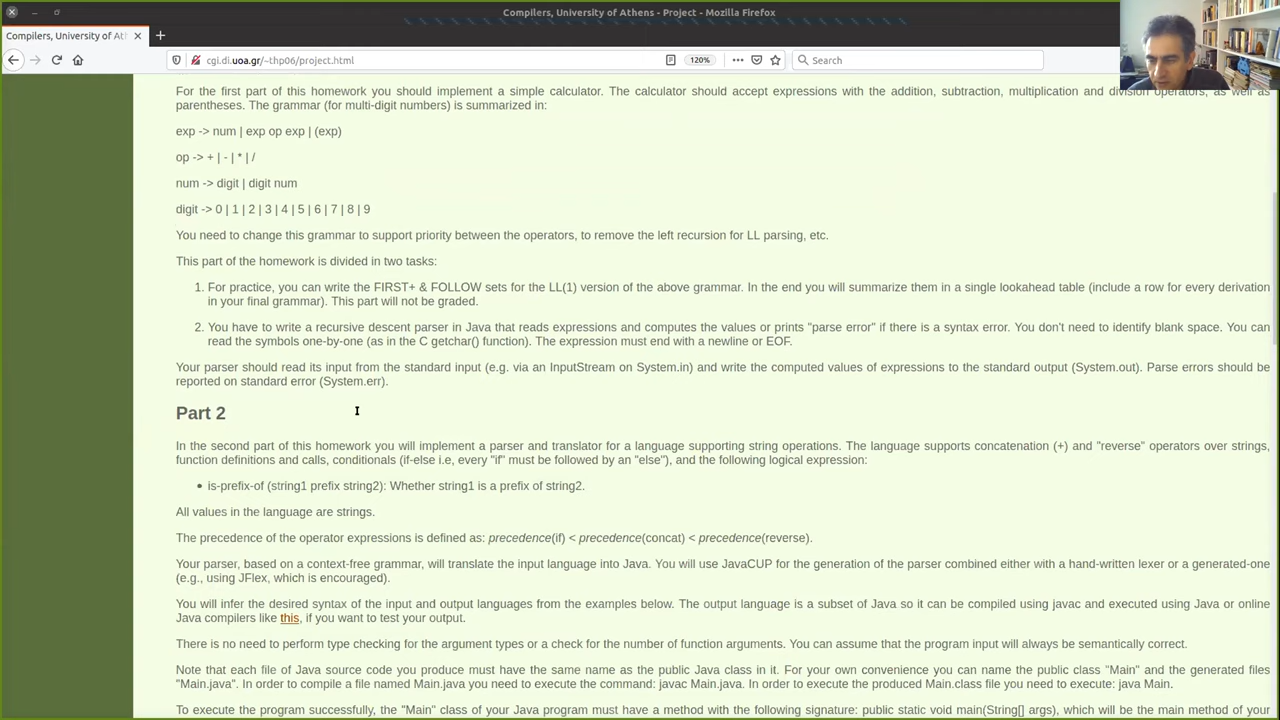 Compilers, University of Athens - Project - Mozilla Firefox
Compilers, University of Ath
cgi.di.uoa.gr/~thp06/project.html
120%
Search
For the first part of this homework you should implement a simple calculator. The calculator should accept expressions with the addition, subtraction, multiplication and division operators, as well as
parentheses. The grammar (for multi-digit numbers) is summarized in:
exp -> num | exp op exp | (exp)
op -> + | - | * | /
num -> digit | digit num
digit -> 0 | 1 | 2 | 3 | 4 | 5 | 6 | 7 | 8 | 9
You need to change this grammar to support priority between the operators, to remove the left recursion for LL parsing, etc.
This part of the homework is divided in two tasks:
1. For practice, you can write the FIRST+ & FOLLOW sets for the LL(1) version of the above grammar. In the end you will summarize them in a single lookahead table (include a row for every derivation
in your final grammar). This part will not be graded.
2. You have to write a recursive descent parser in Java that reads expressions and computes the values or prints "parse error" if there is a syntax error. You don't need to identify blank space. You can
read the symbols one-by-one (as in the C getchar() function). The expression must end with a newline or EOF.
Your parser should read its input from the standard input (e.g. via an InputStream on System.in) and write the computed values of expressions to the standard output (System.out). Parse errors should be
reported on standard error (System.err).
Part 2
In the second part of this homework you will implement a parser and translator for a language supporting string operations. The language supports concatenation (+) and "reverse" operators over strings,
function definitions and calls, conditionals (if-else i.e, every "if" must be followed by an "else"), and the following logical expression:
• is-prefix-of (string1 prefix string2): Whether string1 is a prefix of string2.
All values in the language are strings.
The precedence of the operator expressions is defined as: precedence(if) < precedence(concat) < precedence(reverse).
Your parser, based on a context-free grammar, will translate the input language into Java. You will use JavaCUP for the generation of the parser combined either with a hand-written lexer or a generated-one
(e.g., using JFlex, which is encouraged).
You will infer the desired syntax of the input and output languages from the examples below. The output language is a subset of Java so it can be compiled using javac and executed using Java or online
Java compilers like this, if you want to test your output.
There is no need to perform type checking for the argument types or a check for the number of function arguments. You can assume that the program input will always be semantically correct.
Note that each file of Java source code you produce must have the same name as the public Java class in it. For your own convenience you can name the public class "Main" and the generated files
"Main.java". In order to compile a file named Main.java you need to execute the command: javac Main.java. In order to execute the produced Main.class file you need to execute: java Main.
To execute the program successfully, the "Main" class of your Java program must have a method with the following signature: public static void main(String[] args), which will be the main method of your